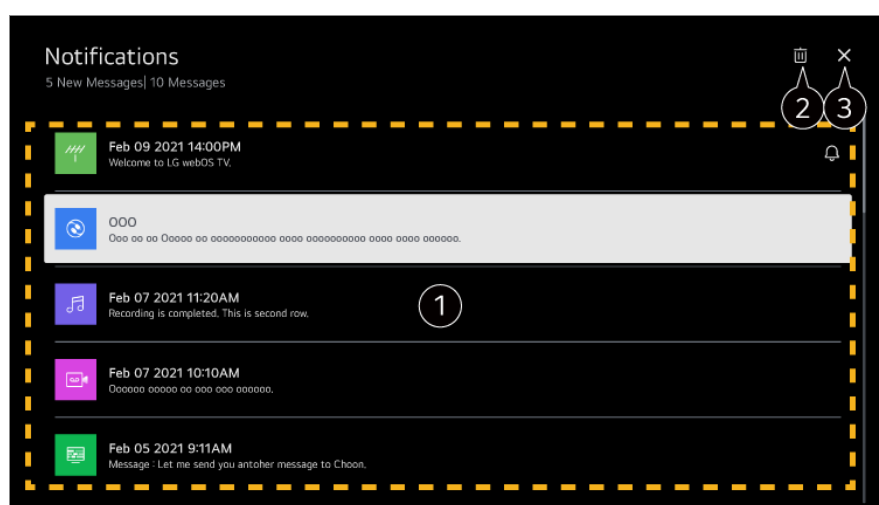 Notifications
5 New Messages| 10 Messages
2
3
Feb 09 2021 14:00PM
Welcome to LG webOS TV.
OOO
Ooo oo oo Ooooo oo ooooooooooo oooo oooooooooo oooo oooo oooooo.
Feb 07 2021 11:20AM
Recording is completed. This is second row.
1
Feb 07 2021 10:10AM
Oooooo ooooo oo ooo ooo oooooo.
Feb 05 2021 9:11AM
Message : Let me send you antoher message to Choon.